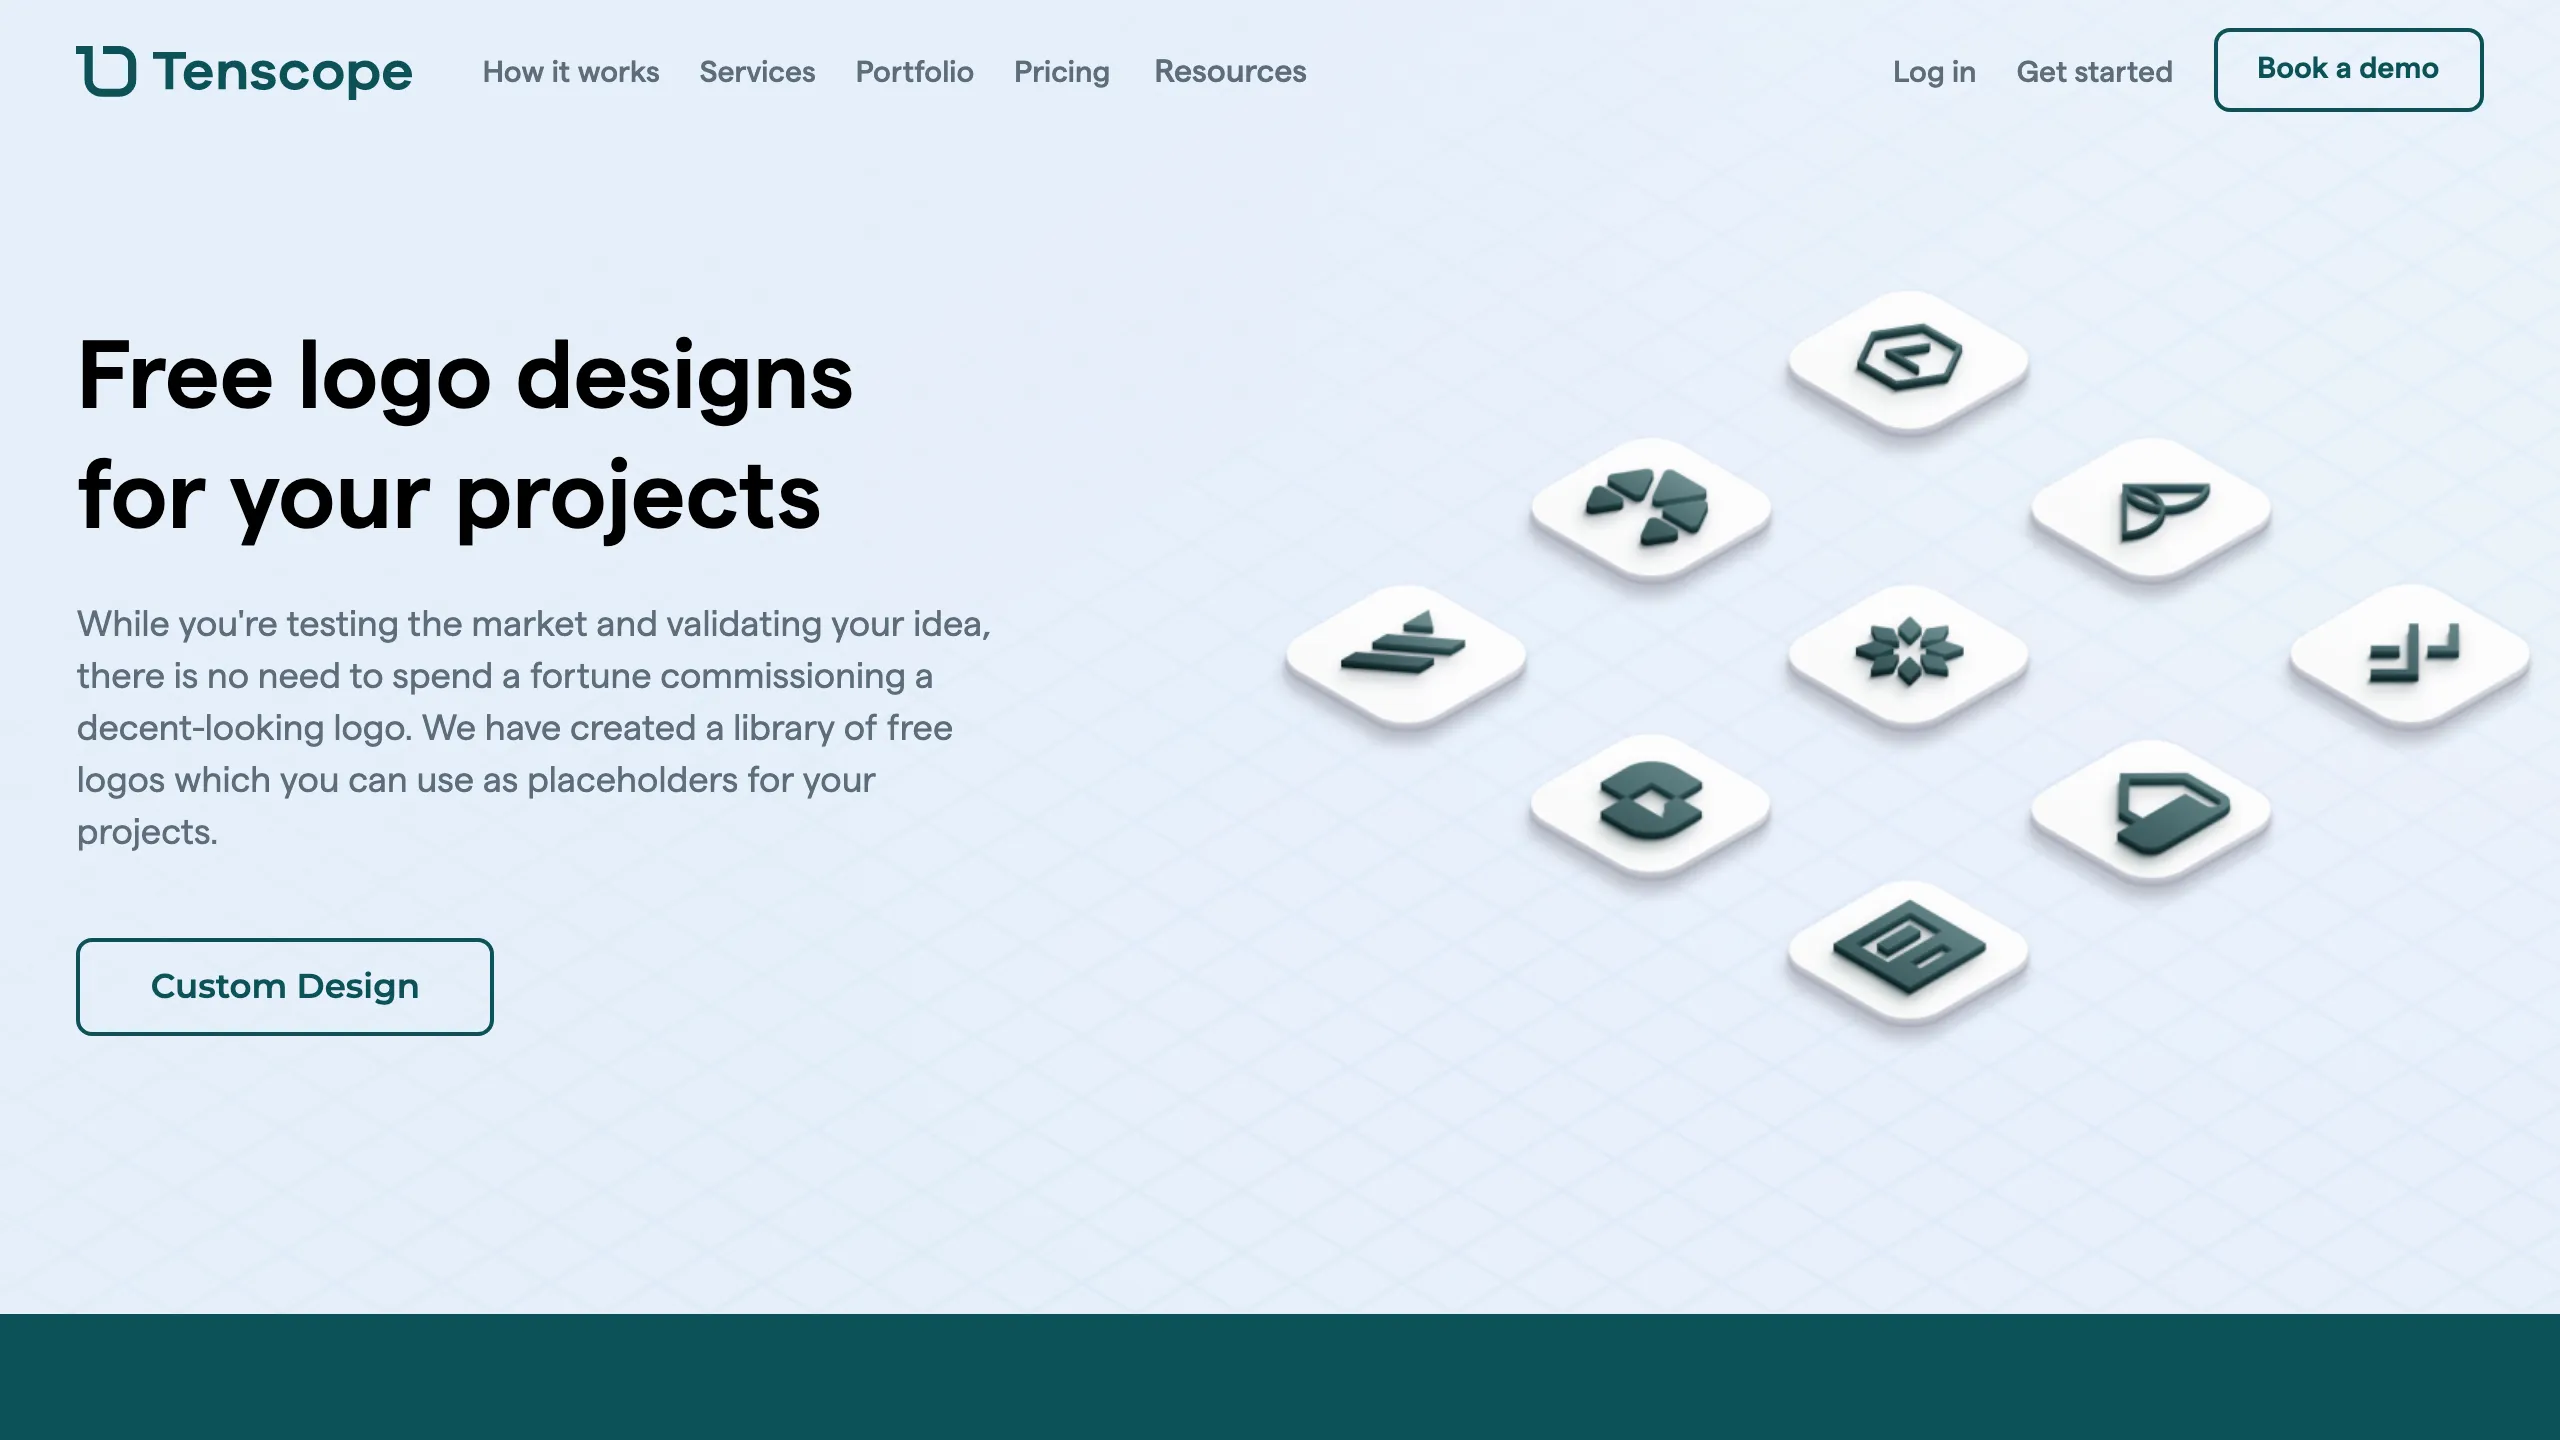 Tenscope
How it works Services Portfolio Pricing Resources
Log in Get started Book a demo
Free logo designs
for your projects
While you're testing the market and validating your idea,
there is no need to spend a fortune commissioning a
decent-looking logo. We have created a library of free
logos which you can use as placeholders for your
projects.
Custom Design